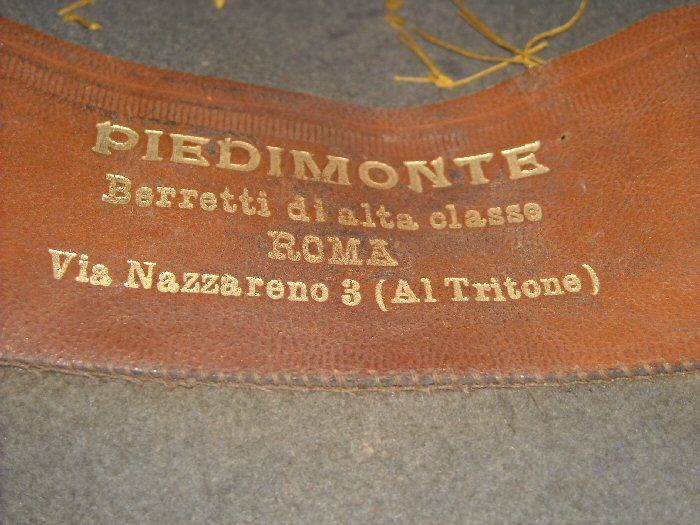 PIEDIMONTE
Berretti di alta classe
ROMA
Via Nazzareno 3 (Al Tritone)